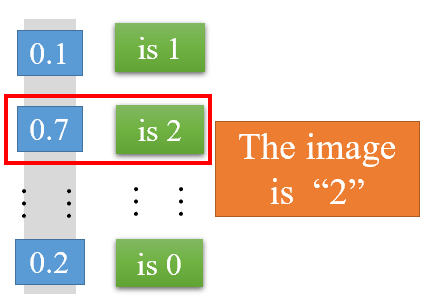 0.1 is 1
0.7 is 2
The image
is “2”
0.2 is 0